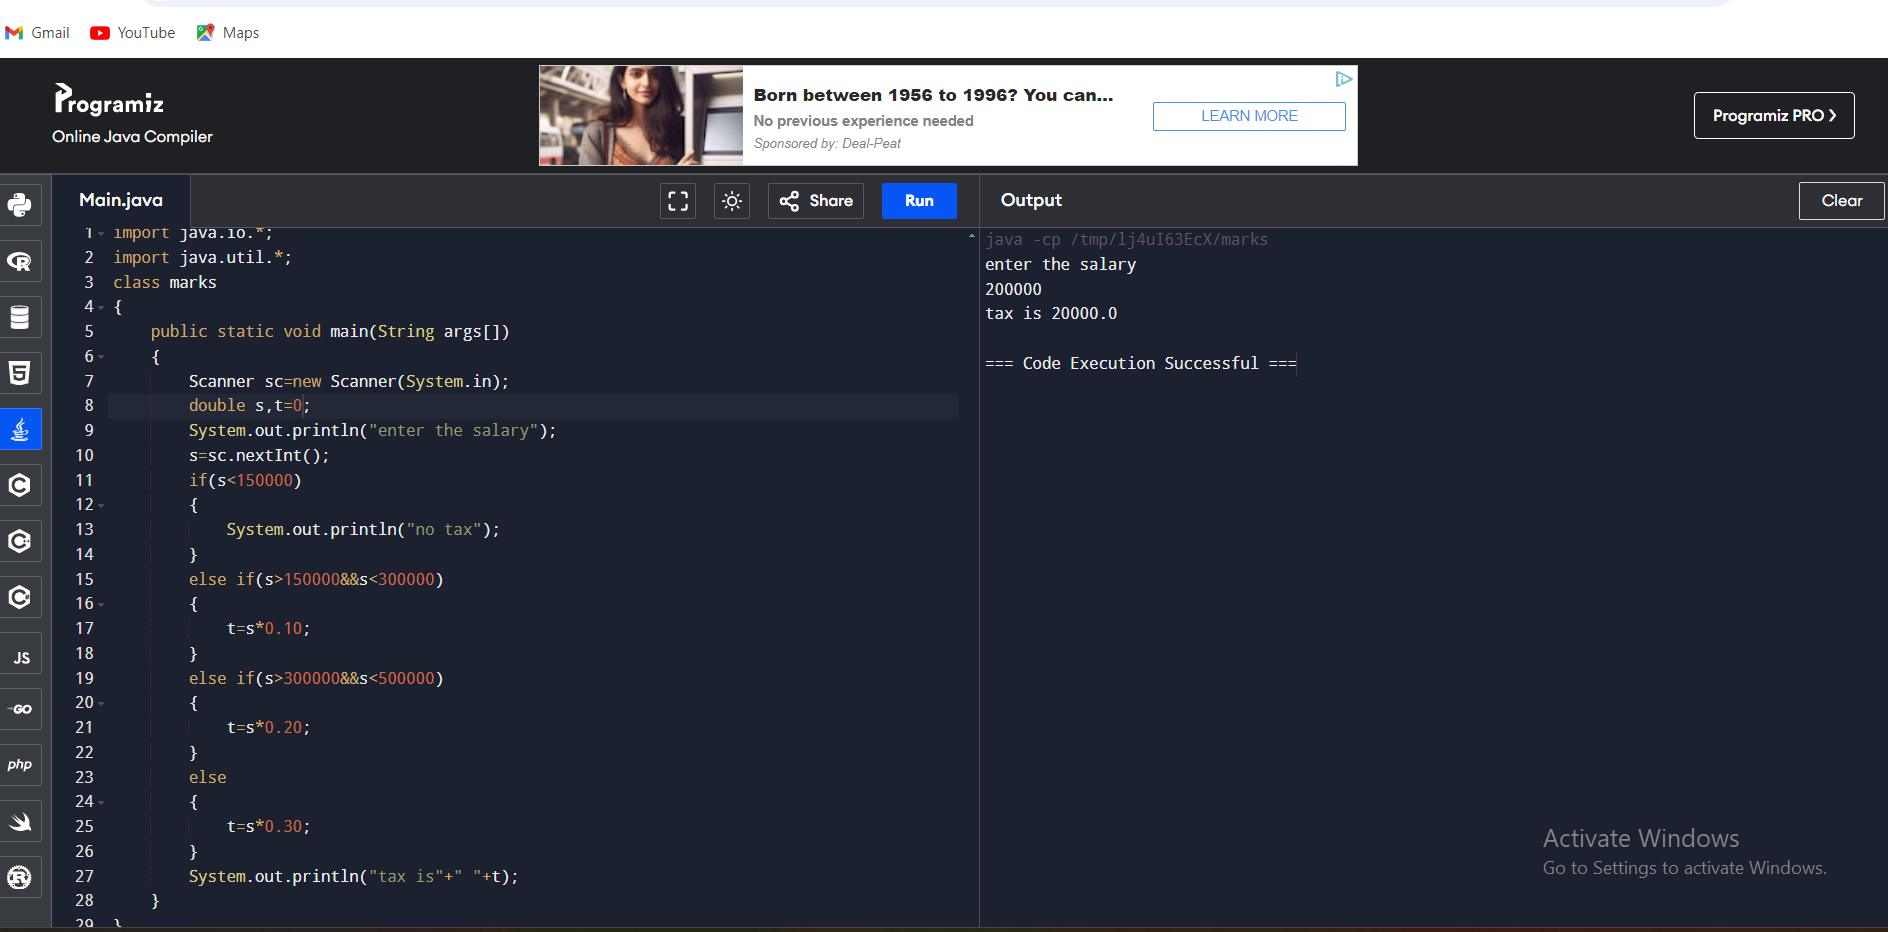 Gmail YouTube Maps
Programiz
Online Java Compiler
Born between 1956 to 1996? You can...
No previous experience needed
Sponsored by: Deal-Peat
LEARN MORE
Programiz PRO ›
Main.java
Share
Run
Output
Clear
1 import java.io.*;
2 import java.util.*;
3 class marks
4 {
5 public static void main(String args[])
6 {
7 Scanner sc=new Scanner(System.in);
8 double s,t=0;
9 System.out.println("enter the salary");
10 s=sc.nextInt();
11 if(s<150000)
12 {
13 System.out.println("no tax");
14 }
15 else if(s>150000&&s<300000)
16 {
17 t=s*0.10;
18 }
19 else if(s>300000&&s<500000)
20 {
21 t=s*0.20;
22 }
23 else
24 {
25 t=s*0.30;
26 }
27 System.out.println("tax is"+" "+t);
28 }
29 }
java -cp /tmp/lj4uI63EcX/marks
enter the salary
200000
tax is 20000.0
=== Code Execution Successful ===
JS
GO
php
Activate Windows
Go to Settings to activate Windows.